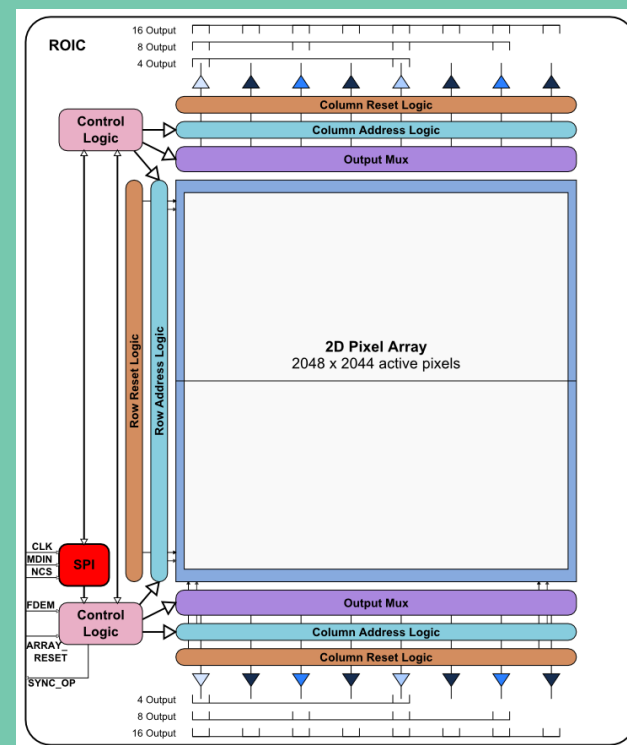 16 Output
ROIC
8 Output
4 Output
Column Reset Logic
Control
Logic
Column Address Logic
Output Mux
Row Reset Logic
Row Address Logic
2D Pixel Array
2048 x 2044 active pixels
CLK
MDIN
NCS
SPI
FDEM
Control
Logic
ARRAY_
RESET
SYNC_OP
Output Mux
Column Address Logic
Column Reset Logic
4 Output
8 Output
16 Output